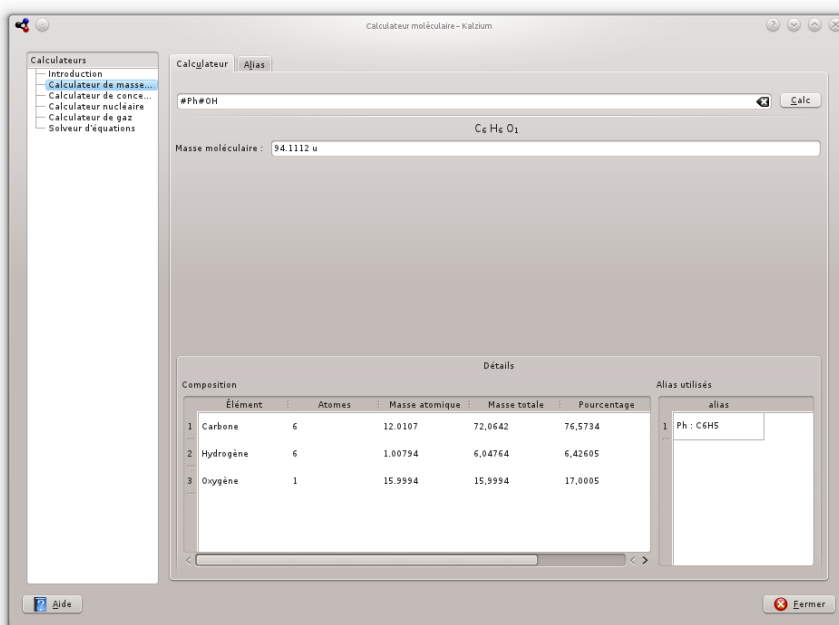 Calculateur moléculaire – Kalzium
Calculateurs
Introduction
Calculateur de masse...
Calculateur de conce...
Calculateur nucléaire
Calculateur de gaz
Solveur d'équations
Calculateur Alias
#Ph#OH Calc
C6 H6 O1
Masse moléculaire : 94.1112 u
Détails
Composition
Élément Atomes Masse atomique Masse totale Pourcentage
1 Carbone 6 12.0107 72,0642 76,5734
2 Hydrogène 6 1.00794 6,04764 6,42605
3 Oxygène 1 15.9994 15,9994 17,0005
Alias utilisés
alias
1 Ph : C6H5
Aide
Fermer